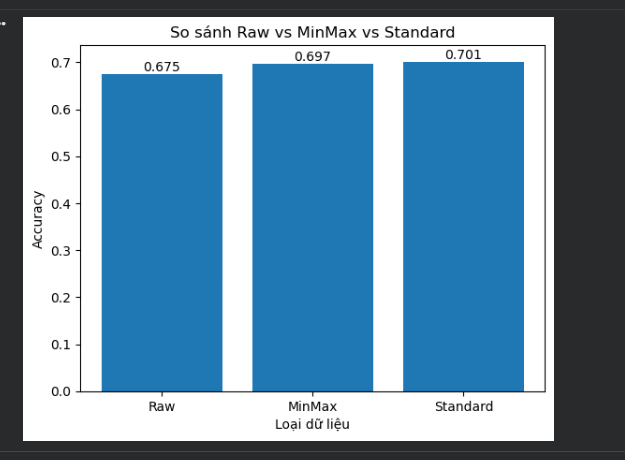 So sánh Raw vs MinMax vs Standard
0.675
0.697
0.701
0.7
0.6
0.5
0.4
0.3
0.2
0.1
0.0
Accuracy
Raw
MinMax
Standard
Loại dữ liệu